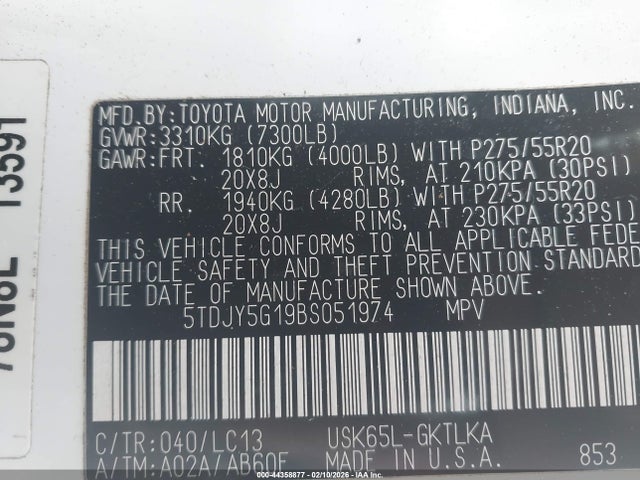 MFD.BY:TOYOTA MOTOR MANUFACTURING, INDIANA, INC.
GVWR:3310KG (7300LB)
GAWR:FRT. 1810KG (4000LB) WITH P275/55R20
20X8J RIMS, AT 210KPA (30PSI)
RR. 1940KG (4280LB) WITH P275/55R20
20X8J RIMS, AT 230KPA (33PSI)
THIS VEHICLE CONFORMS TO ALL APPLICABLE FEDE
VEHICLE SAFETY AND THEFT PREVENTION STANDARD
THE DATE OF MANUFACTURE SHOWN ABOVE.
5TDJY5G19BS051974 MPV
C/TR:040/LC13 USK65L-GKTLKA
A/TM:A02A/AB60F MADE IN U.S.A. 853
000-44358877 - 02/10/2026 - IAA LLC
13591